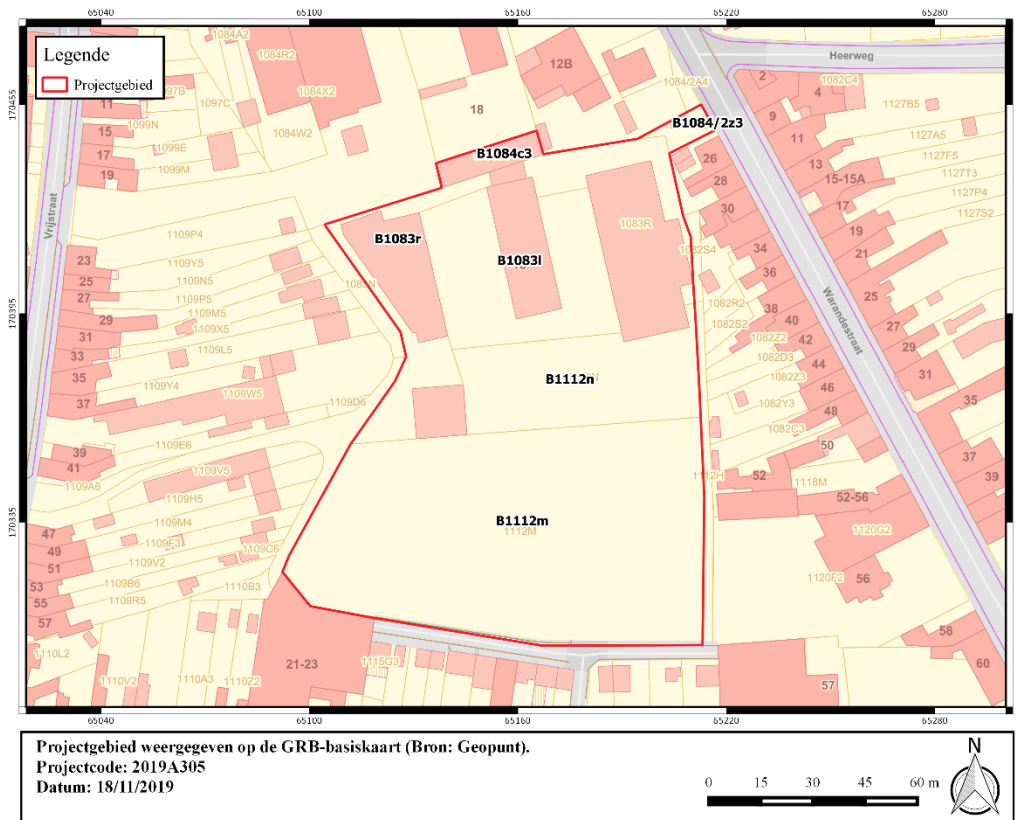 65040 65100 65160 65220 65280
Legende
Projectgebied
1084A2
1084R2
1084X2
1084W2
1097B
1097C
1099N
1099E
1099M
11
15
17
19
18
12B
1084/2A4
Heerweg
2
4
1082C4
9
11
13
15-15A
17
19
21
25
27
29
31
35
37
39
1127B5
1127A5
1127F5
1127T3
1127P4
1127S2
B1084/2z3
B1084c3
B1083r
B1083l
1083R
1083N
B1112n
B1112m
1112M
1112H
26
28
30
34
36
38
40
42
44
46
48
50
52
52-56
56
58
60
57
1082S4
1082R2
1082S2
1082Z2
1082D3
1082Z3
1082Y3
1082C3
1118M
1120G2
1120F2
Warandestraat
Vrijstraat
23
25
27
29
31
33
35
37
39
41
47
49
51
53
55
57
1109P4
1109Y5
1109N5
1109P5
1109M5
1109X5
1109L5
1109Y4
1109W5
1109D6
1109E6
1109A6
1109V5
1109H5
1109M4
1109F3
1109V2
1109C6
1109B6
1109R5
1110B3
1110L2
1110V2
1110A3
1110Z2
21-23
1115G3
170455
170395
170335
65040 65100 65160 65220 65280
Projectgebied weergegeven op de GRB-basiskaart (Bron: Geopunt).
Projectcode: 2019A305
Datum: 18/11/2019
0 15 30 45 60 m
N